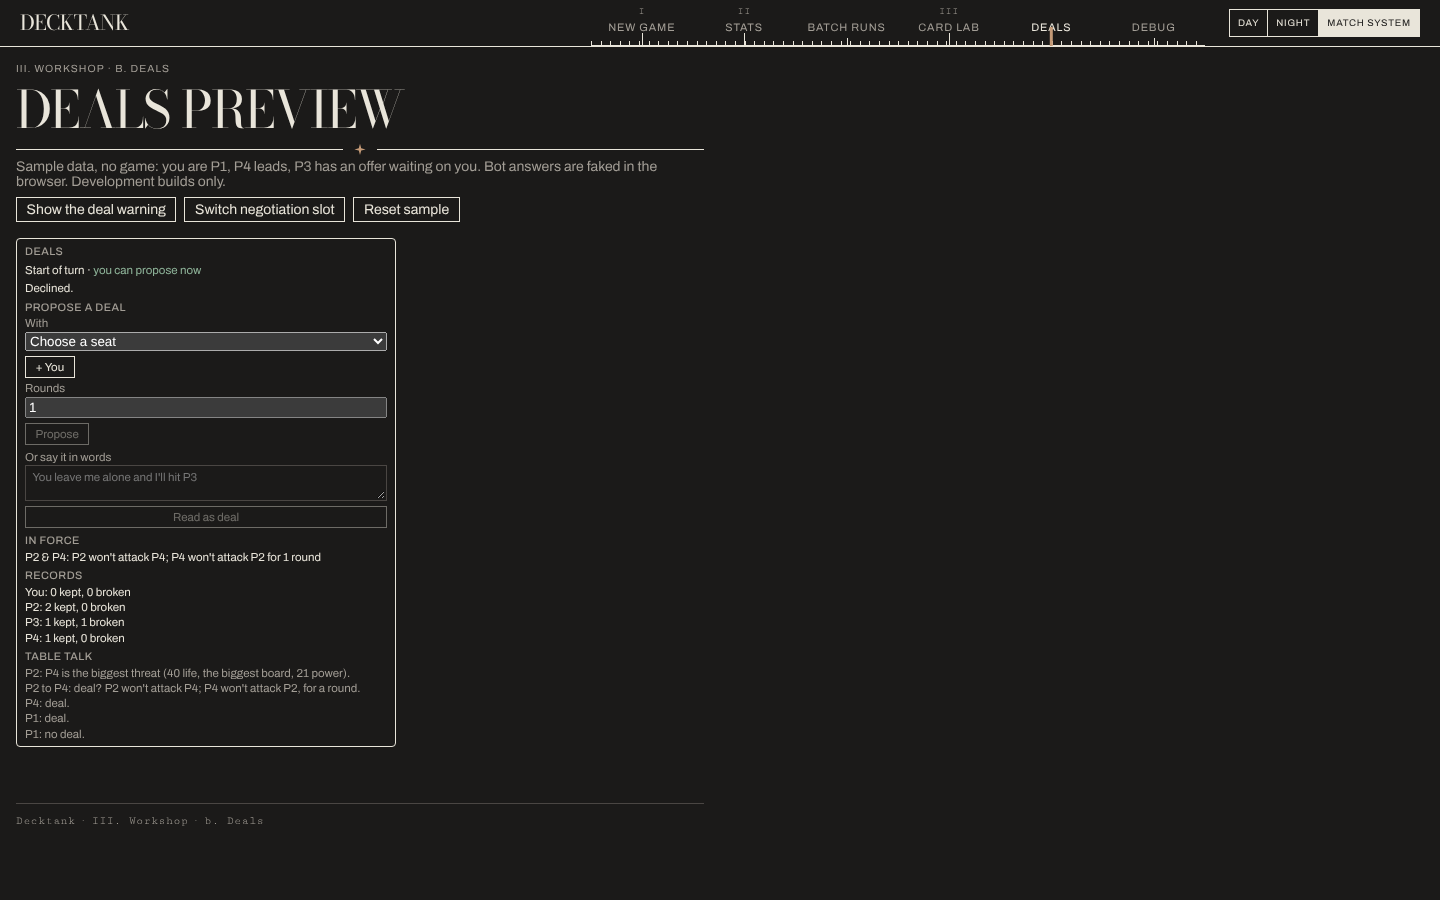 DECKTANK
I
NEW GAME
II
STATS
BATCH RUNS
III
CARD LAB
DEALS
DEBUG
DAY
NIGHT
MATCH SYSTEM
III. WORKSHOP · B. DEALS
DEALS PREVIEW
Sample data, no game: you are P1, P4 leads, P3 has an offer waiting on you. Bot answers are faked in the
browser. Development builds only.
Show the deal warning
Switch negotiation slot
Reset sample
DEALS
Start of turn · you can propose now
Declined.
PROPOSE A DEAL
With
Choose a seat
+ You
Rounds
1
Propose
Or say it in words
You leave me alone and I'll hit P3
Read as deal
IN FORCE
P2 & P4: P2 won't attack P4; P4 won't attack P2 for 1 round
RECORDS
You: 0 kept, 0 broken
P2: 2 kept, 0 broken
P3: 1 kept, 1 broken
P4: 1 kept, 0 broken
TABLE TALK
P2: P4 is the biggest threat (40 life, the biggest board, 21 power).
P2 to P4: deal? P2 won't attack P4; P4 won't attack P2, for a round.
P4: deal.
P1: deal.
P1: no deal.
Decktank · III. Workshop · b. Deals